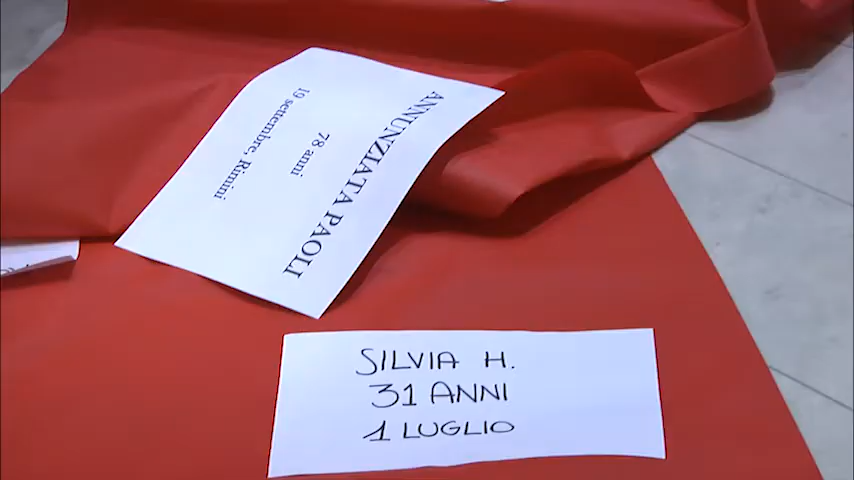 ANNUNZIATA PAOLI
78 anni
19 settembre, Rimini
SILVIA H.
31 ANNI
1 LUGLIO